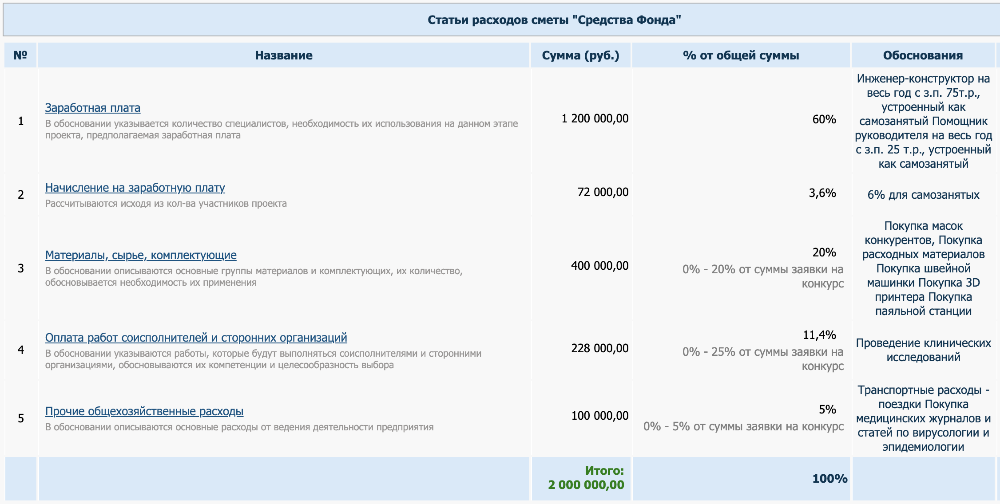 Статьи расходов сметы "Средства Фонда"
№
Название
Сумма (руб.)
% от общей суммы
Обоснования
1
Заработная плата
В обосновании указывается количество специалистов, необходимость их использования на данном этапе
проекта, предполагаемая заработная плата
1 200 000,00
60%
Инженер-конструктор на
весь год с з.п. 75т.р.,
устроенный как
самозанятый Помощник
руководителя на весь год
с з.п. 25 т.р., устроенный
как самозанятый
2
Начисление на заработную плату
Рассчитываются исходя из кол-ва участников проекта
72 000,00
3,6%
6% для самозанятых
3
Материалы, сырье, комплектующие
В обосновании описываются основные группы материалов и комплектующих, их количество,
обосновывается необходимость их применения
400 000,00
20%
0% - 20% от суммы заявки на
конкурс
Покупка масок
конкурентов, Покупка
расходных материалов
Покупка швейной
машинки Покупка 3D
принтера Покупка
паяльной станции
4
Оплата работ соисполнителей и сторонних организаций
В обосновании указываются работы, которые будут выполняться соисполнителями и сторонними
организациями, обосновываются их компетенции и целесообразность выбора
228 000,00
11,4%
0% - 25% от суммы заявки на
конкурс
Проведение клинических
исследований
5
Прочие общехозяйственные расходы
В обосновании описываются основные расходы от ведения деятельности предприятия
100 000,00
5%
0% - 5% от суммы заявки на конкурс
Транспортные расходы -
поездки Покупка
медицинских журналов и
статей по вирусологии и
эпидемиологии
Итого:
2 000 000,00
100%